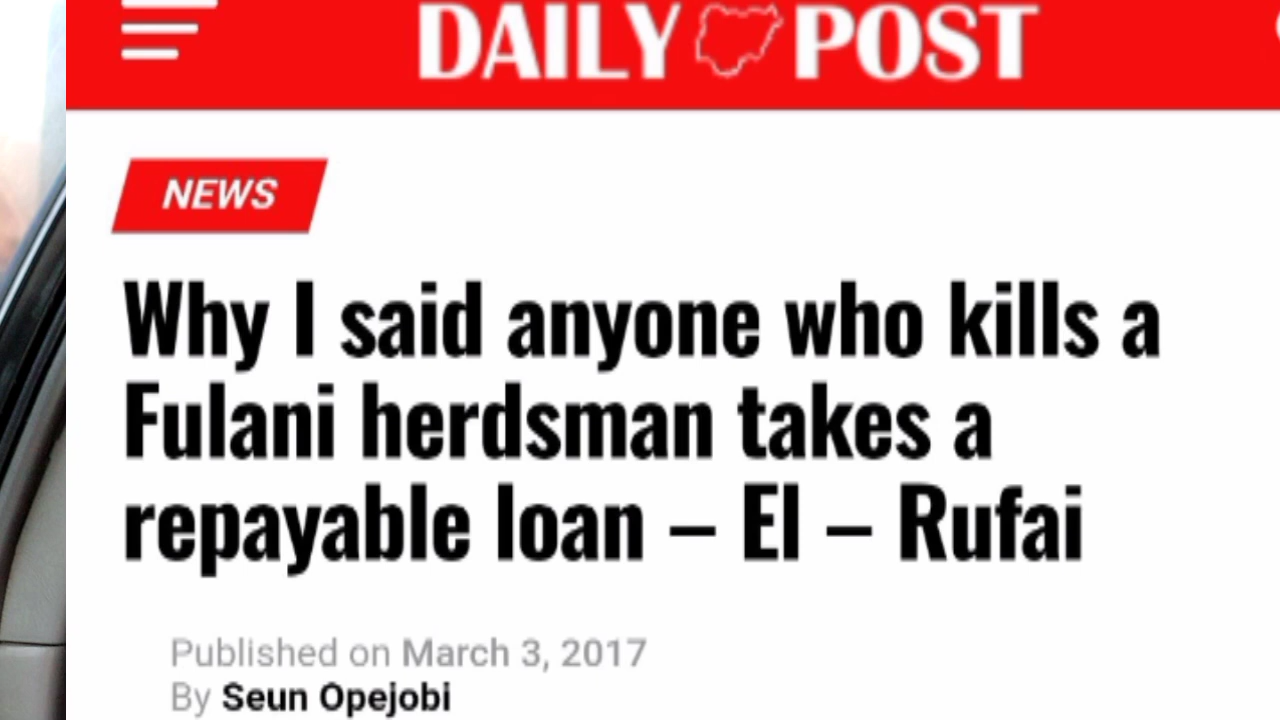 DAILY POST
NEWS
Why I said anyone who kills a
Fulani herdsman takes a
repayable loan – El – Rufai
Published on March 3, 2017
By Seun Opejobi